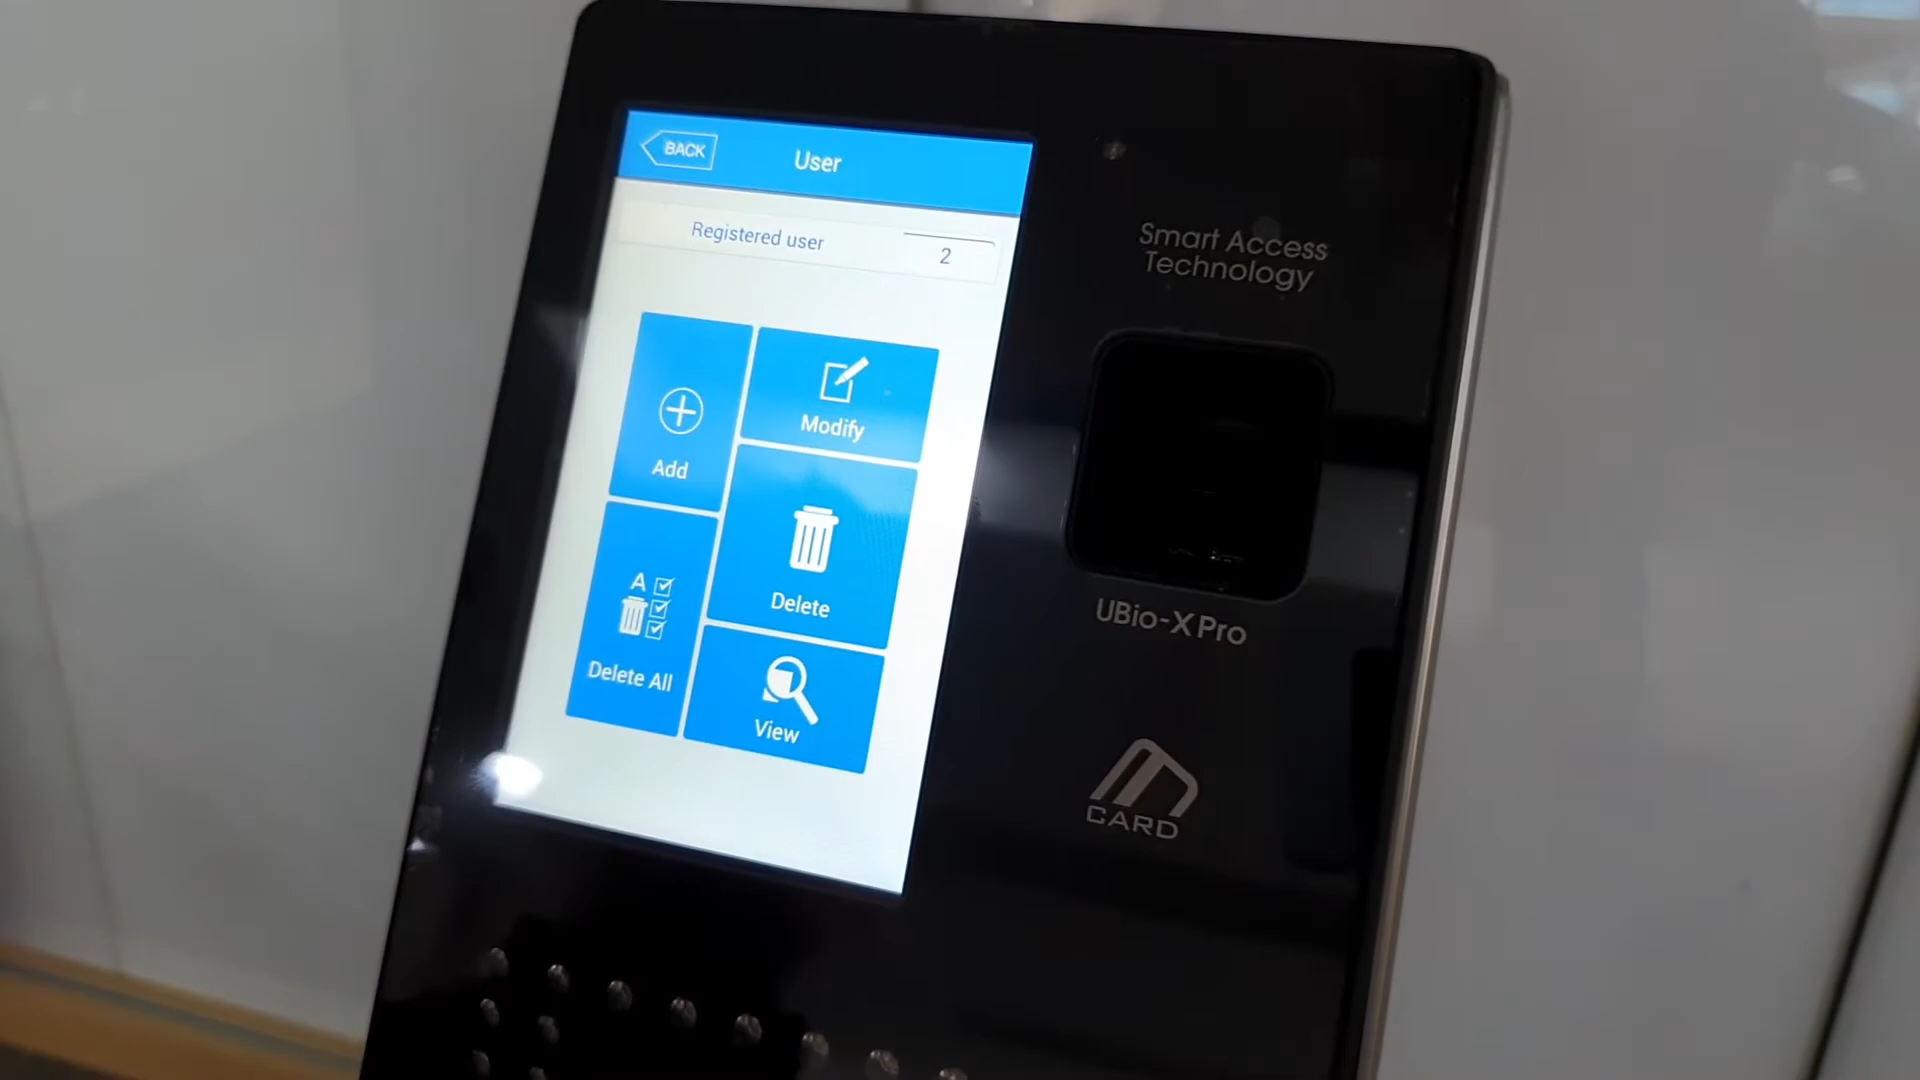 BACK
User
Registered user 2
Add
Modify
Delete
A
Delete All
View
Smart Access
Technology
UBio-X Pro
CARD